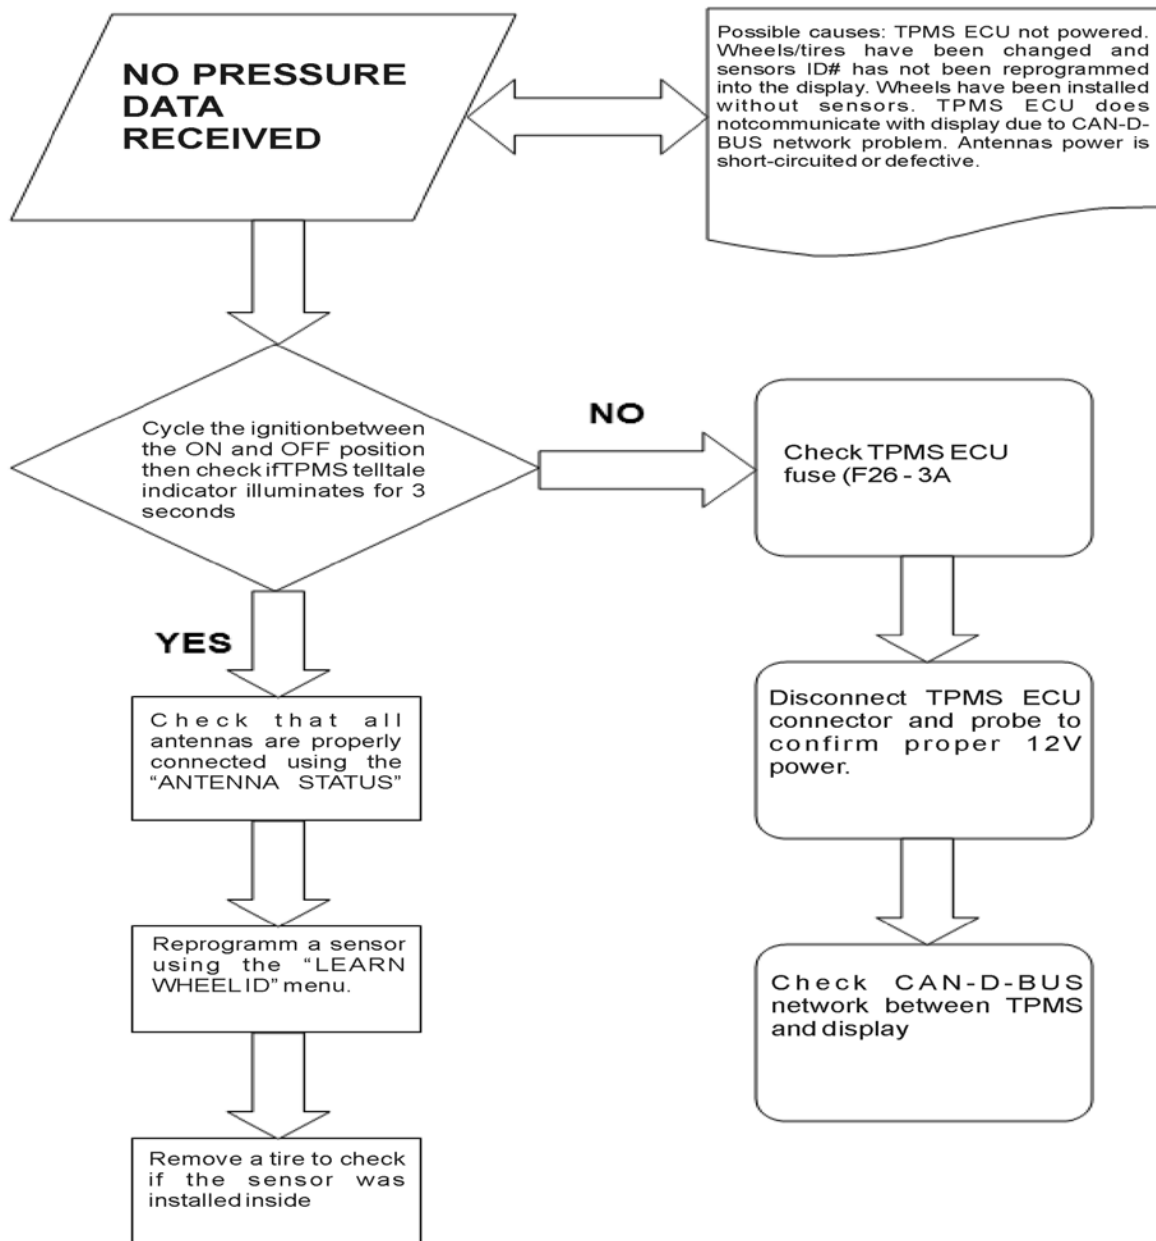 NO PRESSURE
DATA
RECEIVED
Possible causes: TPMS ECU not powered.
Wheels/tires have been changed and
sensors ID# has not been reprogrammed
into the display. Wheels have been installed
without sensors. TPMS ECU does
notcommunicate with display due to CAN-D-
BUS network problem. Antennas power is
short-circuited or defective.
Cycle the ignitionbetween
the ON and OFF position
then check ifTPMS telltale
indicator illuminates for 3
seconds
NO
Check TPMS ECU
fuse (F26 - 3A
YES
Disconnect TPMS ECU
connector and probe to
confirm proper 12V
power.
Check that all
antennas are properly
connected using the
“ANTENNA STATUS”
Reprogramm a sensor
using the “LEARN
WHEEL ID” menu.
Check CAN-D-BUS
network between TPMS
and display
Remove a tire to check
if the sensor was
installed inside